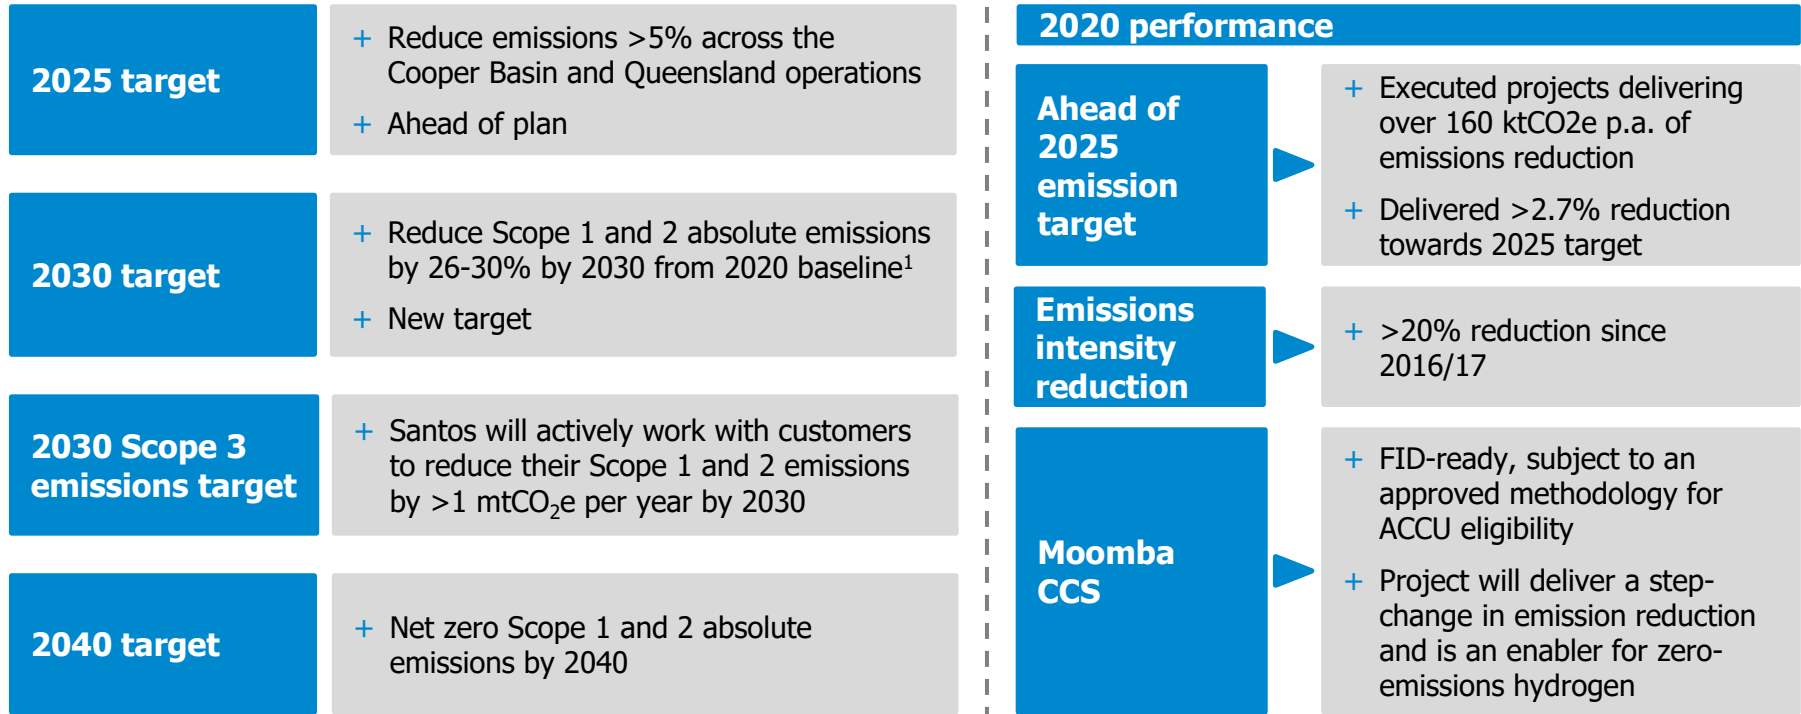 2025 target
+ Reduce emissions >5% across the
Cooper Basin and Queensland operations
+ Ahead of plan
2030 target
+ Reduce Scope 1 and 2 absolute emissions
by 26-30% by 2030 from 2020 baseline¹
+ New target
2030 Scope 3
emissions target
+ Santos will actively work with customers
to reduce their Scope 1 and 2 emissions
by >1 mtCO₂e per year by 2030
2040 target
+ Net zero Scope 1 and 2 absolute
emissions by 2040
2020 performance
Ahead of
2025
emission
target
+ Executed projects delivering
over 160 ktCO2e p.a. of
emissions reduction
+ Delivered >2.7% reduction
towards 2025 target
Emissions
intensity
reduction
+ >20% reduction since
2016/17
Moomba
CCS
+ FID-ready, subject to an
approved methodology for
ACCU eligibility
+ Project will deliver a step-
change in emission reduction
and is an enabler for zero-
emissions hydrogen